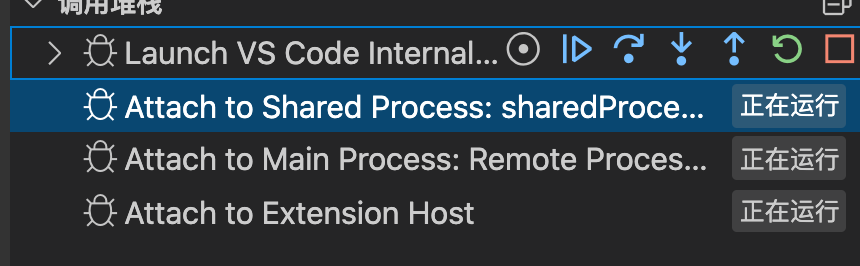 调用堆栈
Launch VS Code Internal...
Attach to Shared Process: sharedProce... 正在运行
Attach to Main Process: Remote Proces... 正在运行
Attach to Extension Host 正在运行